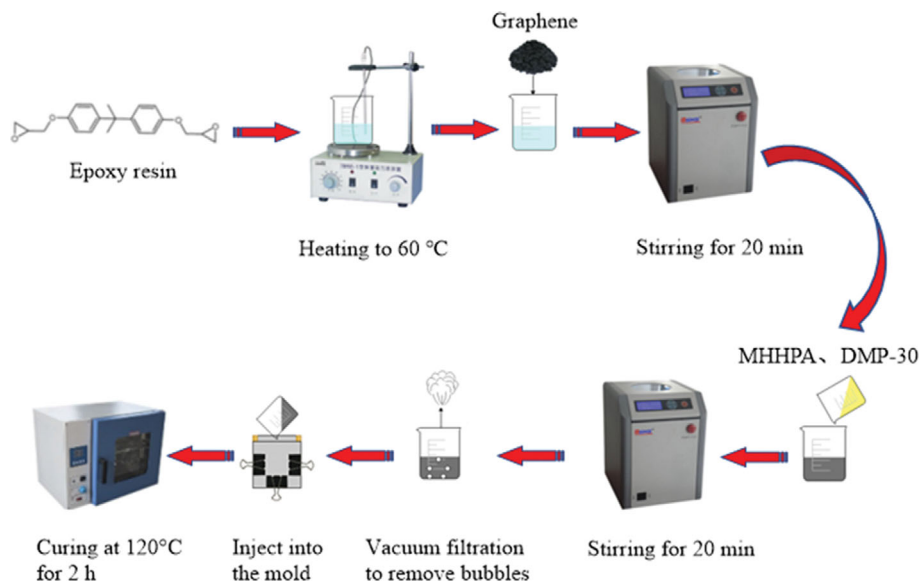 Graphene
Epoxy resin
Heating to 60 °C
Stirring for 20 min
MHHPA、DMP-30
Curing at 120°C
for 2 h
Inject into
the mold
Vacuum filtration
to remove bubbles
Stirring for 20 min